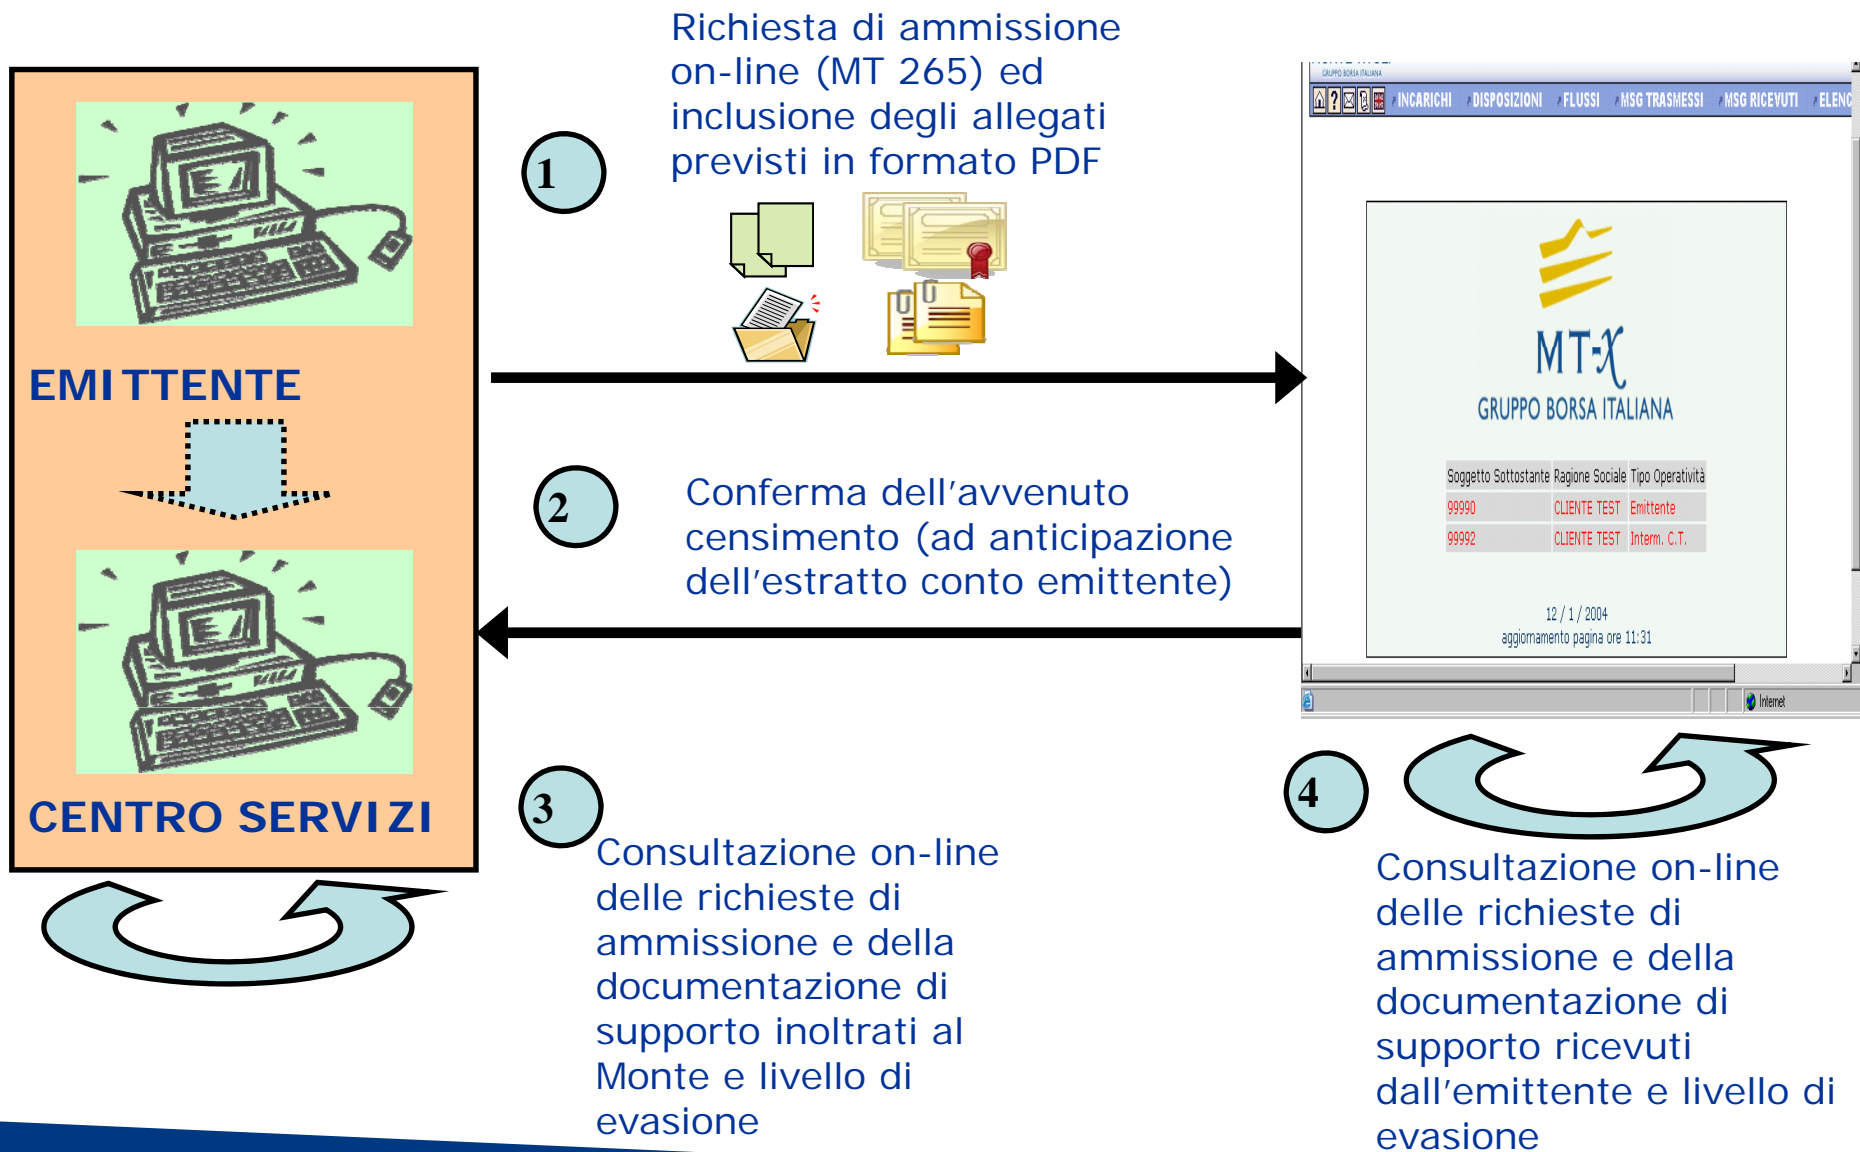 Richiesta di ammissione
on-line (MT 265) ed
inclusione degli allegati
previsti in formato PDF
1
EMITTENTE
CENTRO SERVIZI
2
Conferma dell'avvenuto
censimento (ad anticipazione
dell'estratto conto emittente)
GRUPPO BORSA ITALIANA
INCARICHI DISPOSIZIONI FLUSSI MSG TRASMESSI MSG RICEVUTI ELENC
MT-X
GRUPPO BORSA ITALIANA
Soggetto Sottostante Ragione Sociale Tipo Operatività
99990 CLIENTE TEST Emittente
99992 CLIENTE TEST Interm. C.T.
12 / 1 / 2004
aggiornamento pagina ore 11:31
Internet
3
Consultazione on-line
delle richieste di
ammissione e della
documentazione di
supporto inoltrati al
Monte e livello di
evasione
4
Consultazione on-line
delle richieste di
ammissione e della
documentazione di
supporto ricevuti
dall'emittente e livello di
evasione